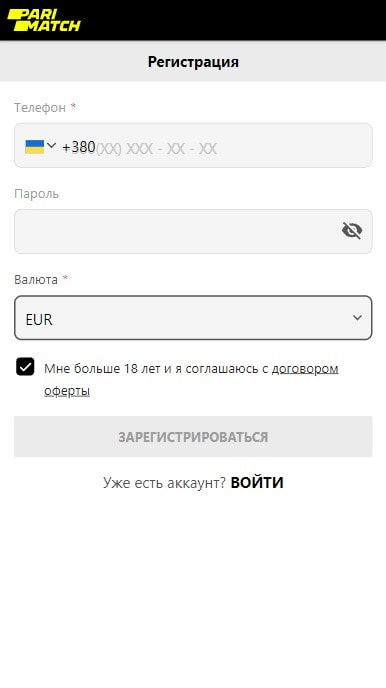 PARI
MATCH
Регистрация
Телефон *
+380(XX) XXX - XX - XX
Пароль
Валюта *
EUR
Мне больше 18 лет и я соглашаюсь с договором
оферты
ЗАРЕГИСТРИРОВАТЬСЯ
Уже есть аккаунт? ВОЙТИ